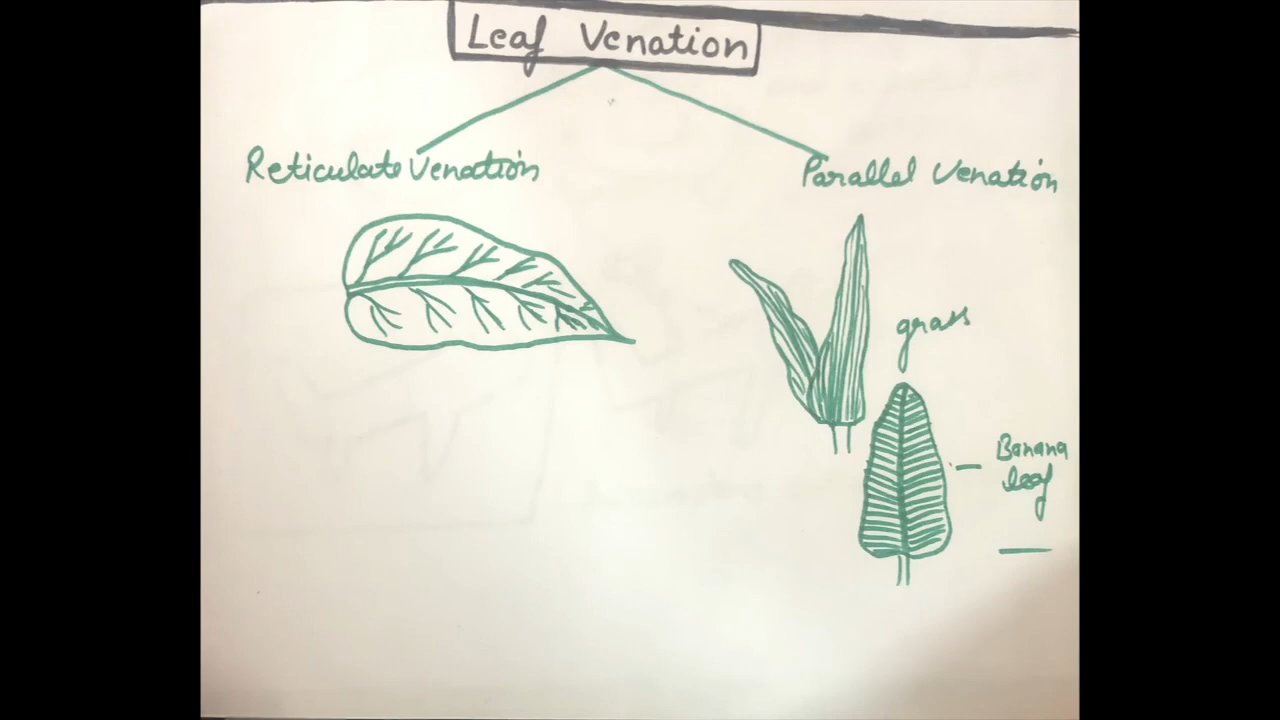 Leaf Venation
Reticulate Venation
Parallel Venation
grass
Banana
leaf